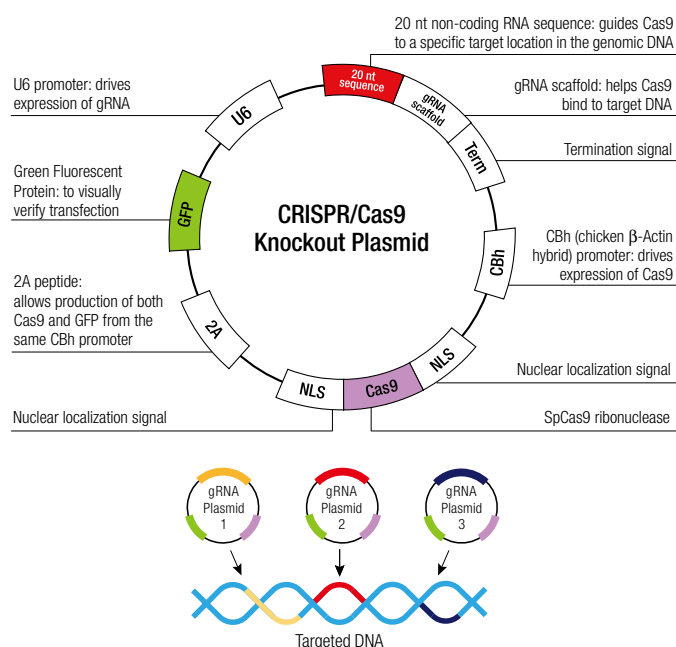 20 nt non-coding RNA sequence: guides Cas9
to a specific target location in the genomic DNA
U6 promoter: drives
expression of gRNA
20 nt
sequence
gRNA
scaffold
gRNA scaffold: helps Cas9
bind to target DNA
U6
Term
Termination signal
Green Fluorescent
Protein: to visually
verify transfection
GFP
CRISPR/Cas9
Knockout Plasmid
CBh
CBh (chicken β-Actin
hybrid) promoter: drives
expression of Cas9
2A peptide:
allows production of both
Cas9 and GFP from the
same CBh promoter
2A
NLS
Cas9
NLS
Nuclear localization signal
Nuclear localization signal
SpCas9 ribonuclease
gRNA
Plasmid
1
gRNA
Plasmid
2
gRNA
Plasmid
3
Targeted DNA